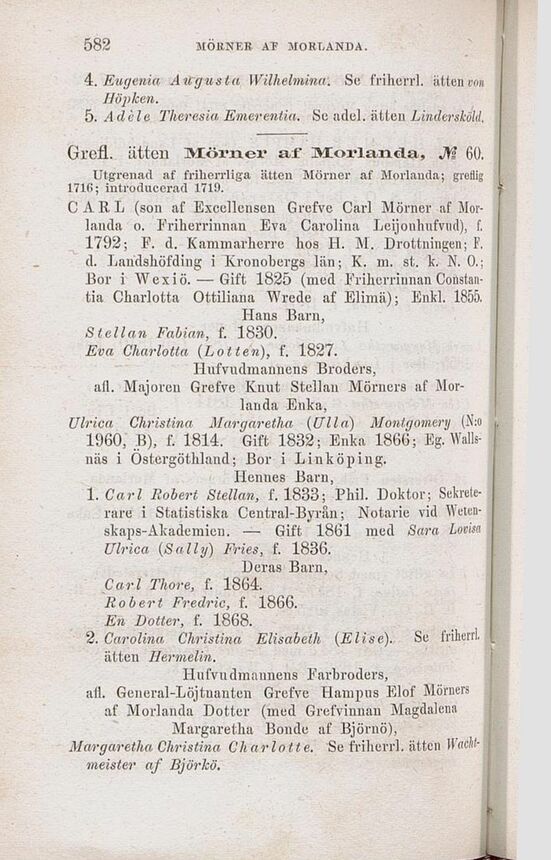 582 MÖRNER AF MORLANDA.
4. Eugenia Augusta Wilhelmina. Se friherrl. ätten von
Höpken.
5. Adèle Theresia Emerentia. Se adel. ätten Lindersköld.
Grefl. ätten Mörner af Morlanda, № 60.
Utgrenad af friherrliga ätten Mörner af Morlanda; greflig
1716; introducerad 1719.
CARL (son af Excellensen Grefve Carl Mörner af Mor-
landa o. Friherrinnan Eva Carolina Leijonhufvud), f.
1792; F. d. Kammarherre hos H. M. Drottningen; F.
d. Landshöfding i Kronobergs län; K. m. st. k. N. O.;
Bor i Wexiö. — Gift 1825 (med Friherrinnan Constan-
tia Charlotta Ottiliana Wrede af Elimä); Enkl. 1855.
Hans Barn,
Stellan Fabian, f. 1830.
Eva Charlotta (Lotten), f. 1827.
Hufvudmannens Broders,
afl. Majoren Grefve Knut Stellan Mörners af Mor-
landa Enka,
Ulrica Christina Margaretha (Ulla) Montgomery (N:o
1960, B), f. 1814. Gift 1832; Enka 1866; Eg. Walls-
näs i Östergöthland; Bor i Linköping.
Hennes Barn,
1. Carl Robert Stellan, f. 1833; Phil. Doktor; Sekrete-
rare i Statistiska Central-Byrån; Notarie vid Weten-
skaps-Akademien. — Gift 1861 med Sara Lovisa
Ulrica (Sally) Fries, f. 1836.
Deras Barn,
Carl Thore, f. 1864.
Robert Fredric, f. 1866.
En Dotter, f. 1868.
2. Carolina Christina Elisabeth (Elise). Se friherrl.
ätten Hermelin.
Hufvudmannens Farbroders,
afl. General-Löjtnanten Grefve Hampus Elof Mörners
af Morlanda Dotter (med Grefvinnan Magdalena
Margaretha Bonde af Björnö),
Margaretha Christina Charlotte. Se friherrl. ätten Wacht-
meister af Björkö.